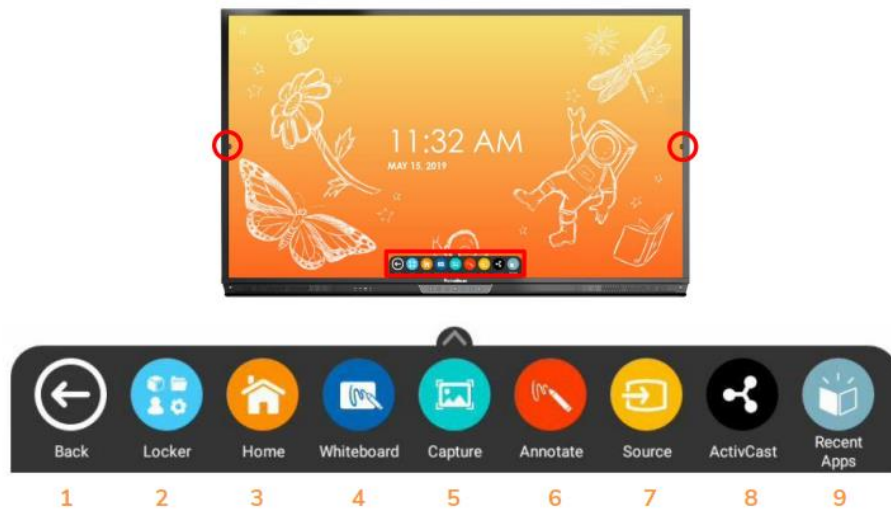 11:32 AM
MAY 15, 2019
Back
Locker
Home
Whiteboard
Capture
Annotate
Source
ActivCast
Recent
Apps
1 2 3 4 5 6 7 8 9